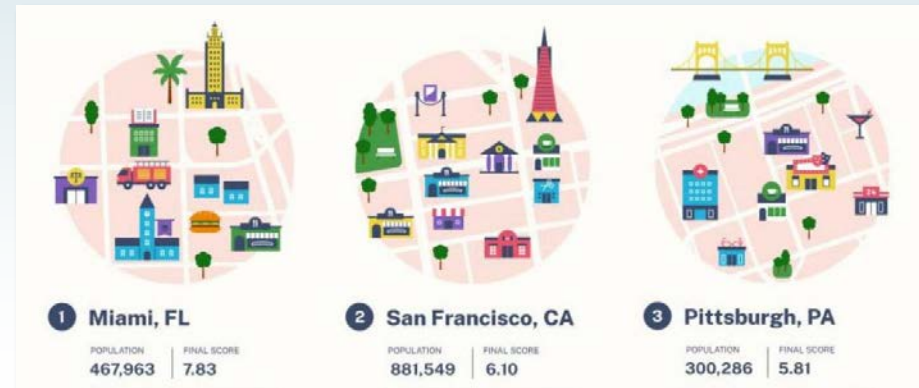 1 Miami, FL
POPULATION FINAL SCORE
467,963 7.83
2 San Francisco, CA
POPULATION FINAL SCORE
881,549 6.10
24
3 Pittsburgh, PA
POPULATION FINAL SCORE
300,286 5.81